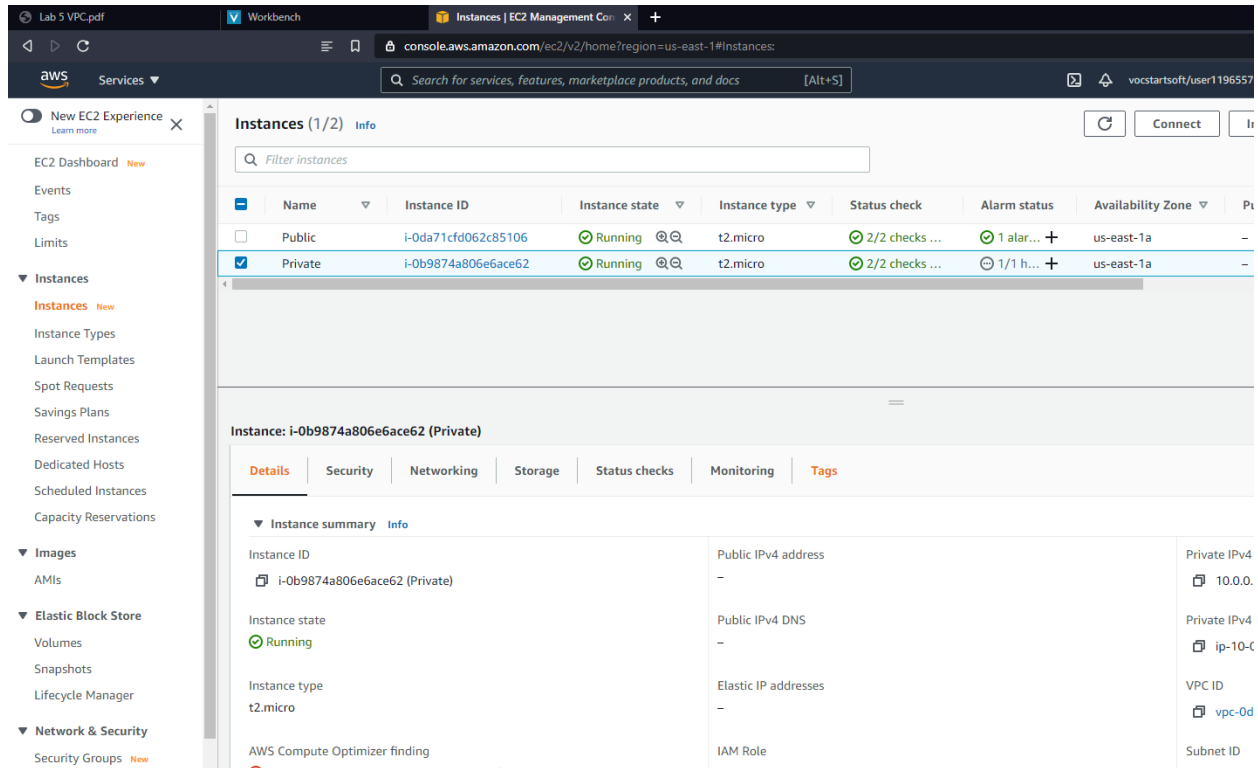 Lab 5 VPC.pdf
V Workbench
Instances | EC2 Management Con
console.aws.amazon.com/ec2/v2/home?region=us-east-1#Instances:
aws Services Search for services, features, marketplace products, and docs [Alt+S] vocstartsoft/user1196557
New EC2 Experience
Learn more
EC2 Dashboard New
Events
Tags
Limits
Instances
Instances New
Instance Types
Launch Templates
Spot Requests
Savings Plans
Reserved Instances
Dedicated Hosts
Scheduled Instances
Capacity Reservations
Images
AMIs
Elastic Block Store
Volumes
Snapshots
Lifecycle Manager
Network & Security
Security Groups New
Instances (1/2) Info
Connect
Filter instances
Name Instance ID Instance state Instance type Status check Alarm status Availability Zone
Public i-0da71cfd062c85106 Running t2.micro 2/2 checks ... 1 alar... us-east-1a –
Private i-0b9874a806e6ace62 Running t2.micro 2/2 checks ... 1/1 h... us-east-1a –
Instance: i-0b9874a806e6ace62 (Private)
Details Security Networking Storage Status checks Monitoring Tags
Instance summary Info
Instance ID
i-0b9874a806e6ace62 (Private)
Public IPv4 address
–
Private IPv4
10.0.0.
Instance state
Running
Public IPv4 DNS
–
Private IPv4
ip-10-0
Instance type
t2.micro
Elastic IP addresses
–
VPC ID
vpc-0d
AWS Compute Optimizer finding
IAM Role
Subnet ID